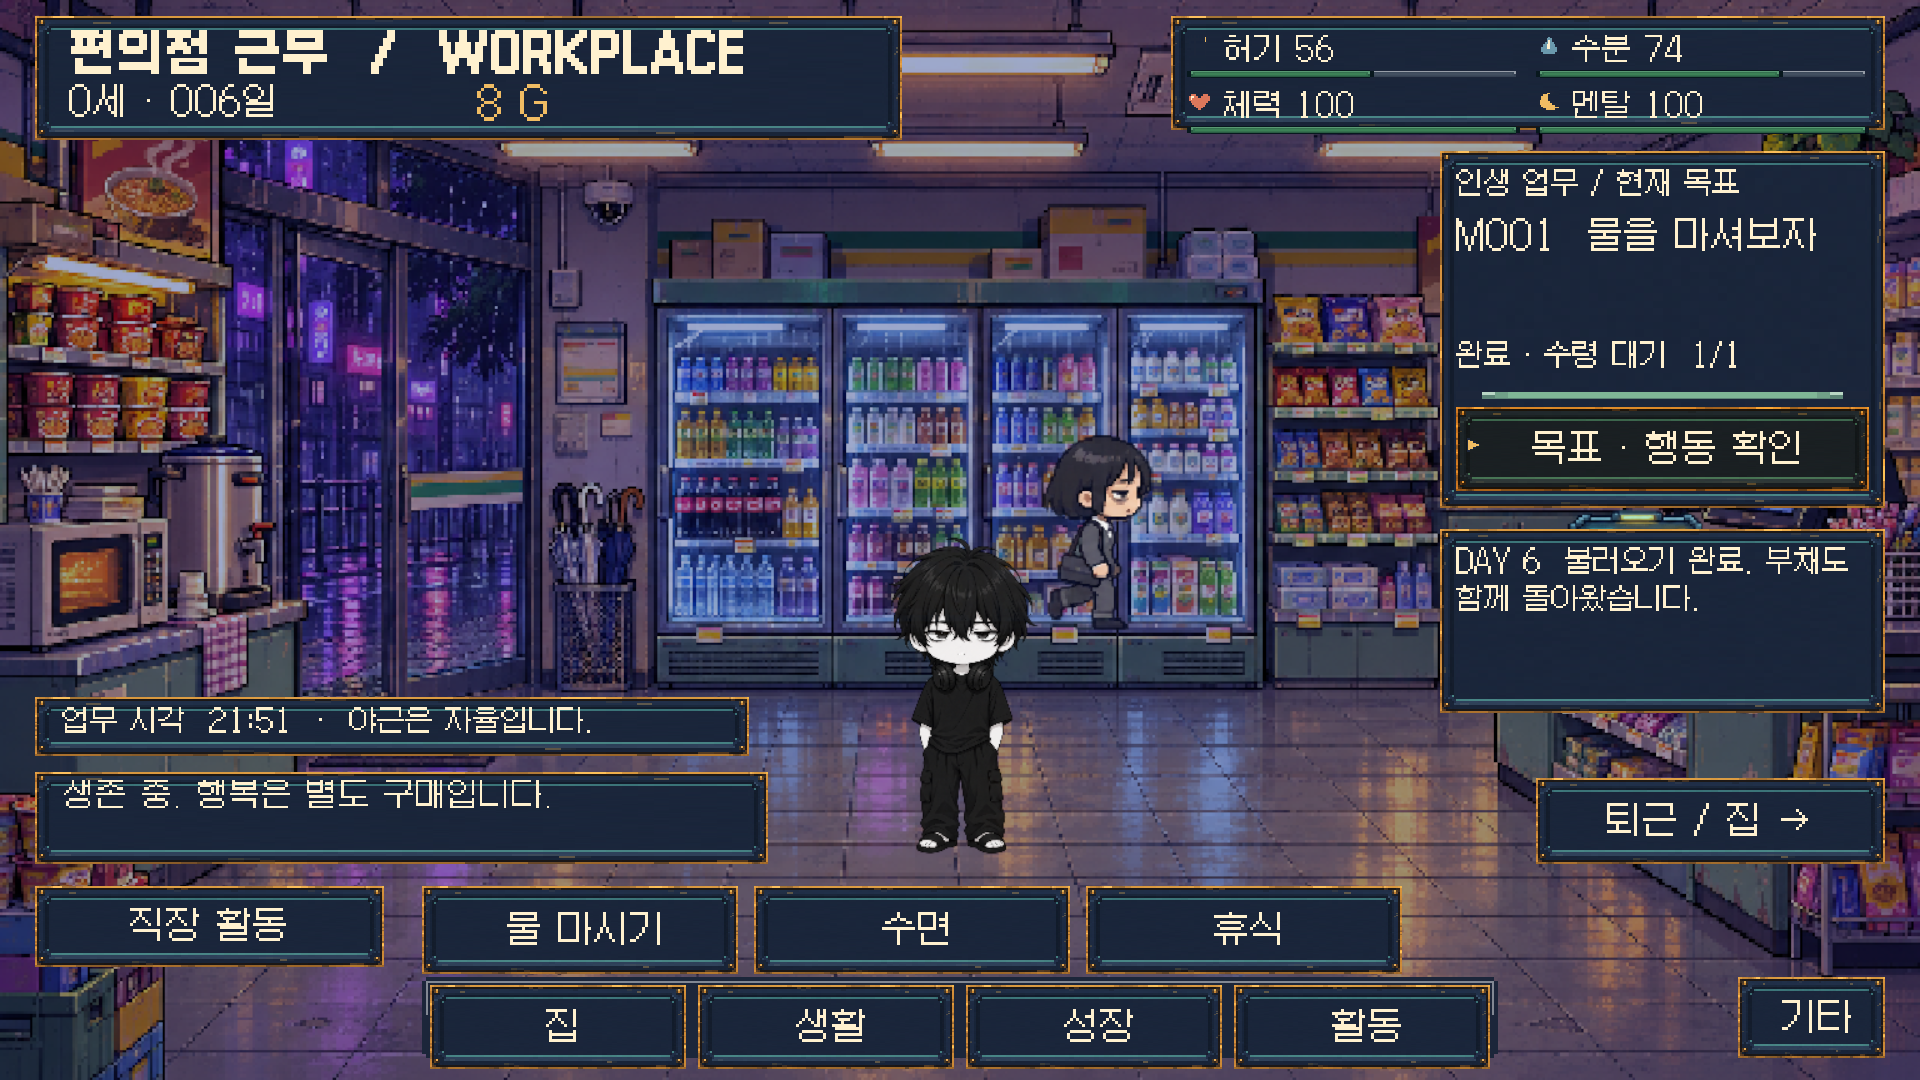 편의점 근무 / WORKPLACE
0세 · 006일 8 G
허기 56 수분 74
체력 100 멘탈 100
인생 업무 / 현재 목표
M001 물을 마셔보자
완료 · 수령 대기 1/1
목표 · 행동 확인
DAY 6 불러오기 완료. 부채도
함께 돌아왔습니다.
업무 시각 21:51 · 야근은 자율입니다.
생존 중. 행복은 별도 구매입니다.
퇴근 / 집 →
직장 활동
물 마시기
수면
휴식
집
생활
성장
활동
기타